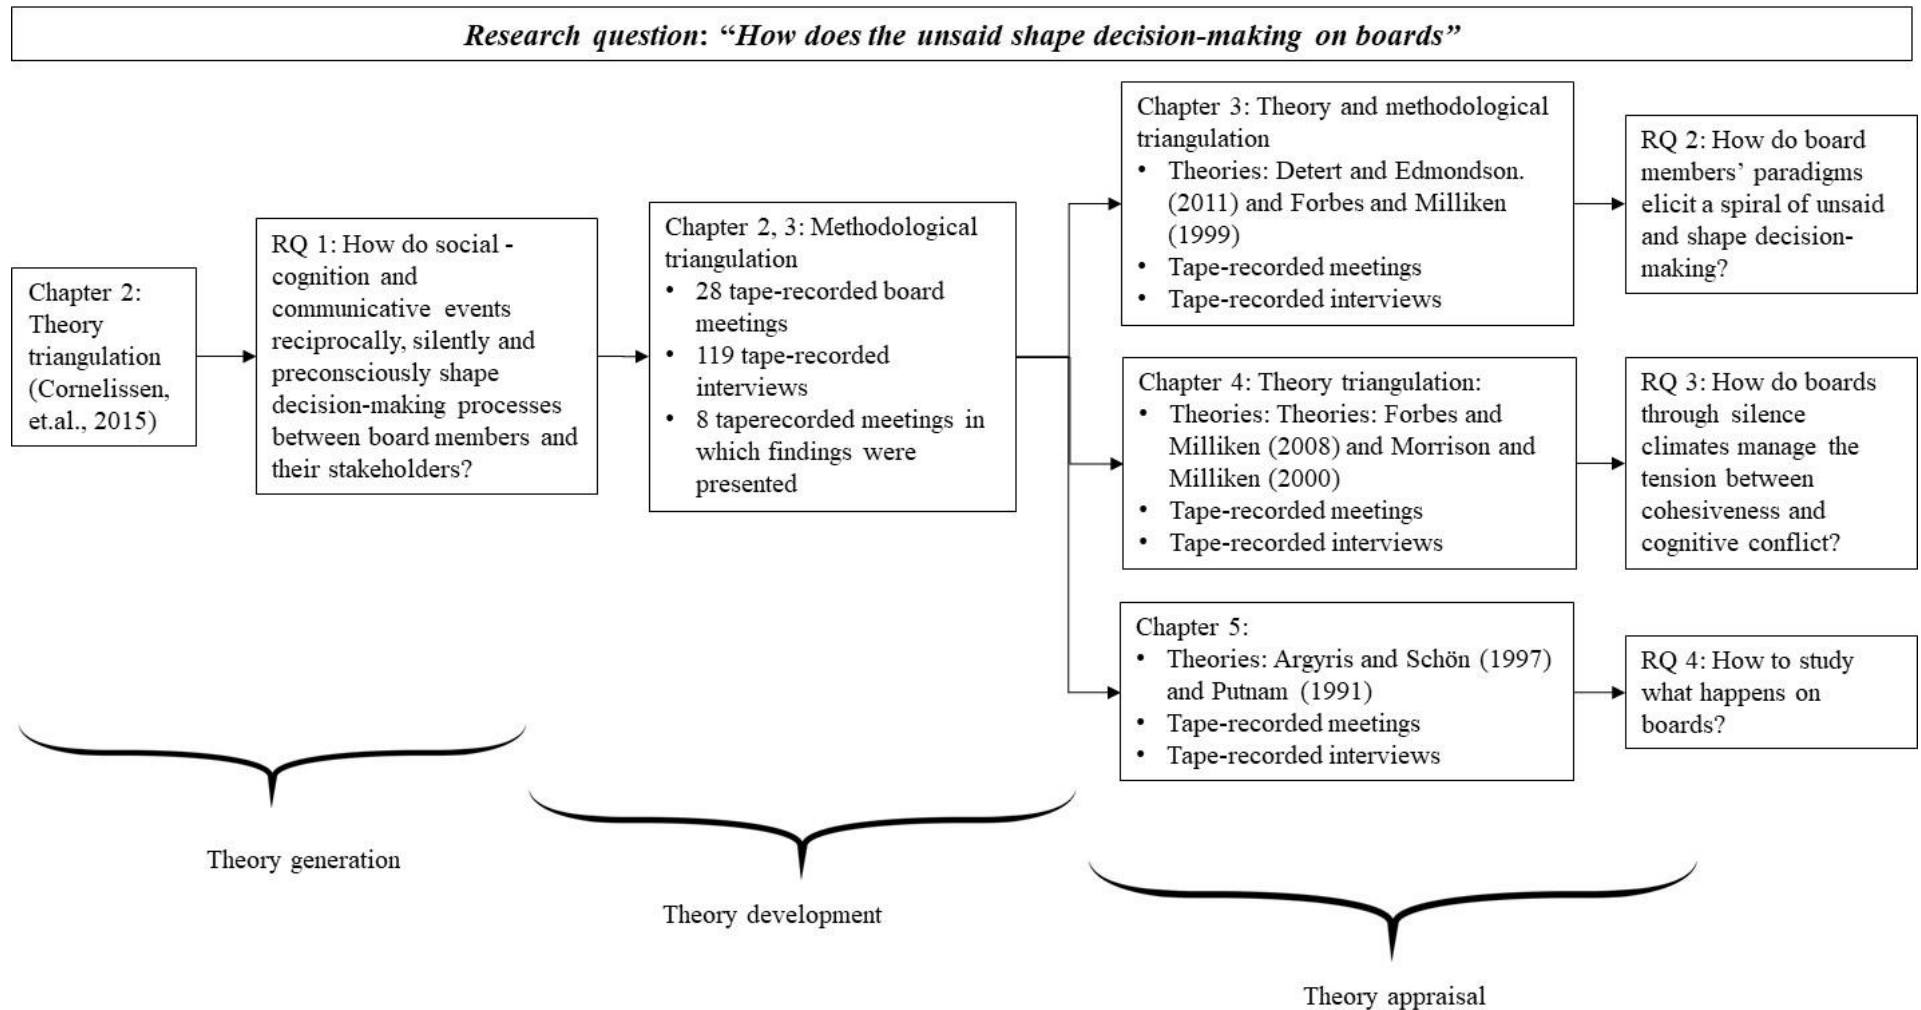 Research question: “How does the unsaid shape decision-making on boards”
Chapter 2:
Theory
triangulation
(Cornelissen,
et.al., 2015)
RQ 1: How do social -
cognition and
communicative events
reciprocally, silently and
preconsciously shape
decision-making processes
between board members and
their stakeholders?
Chapter 2, 3: Methodological
triangulation
• 28 tape-recorded board
meetings
• 119 tape-recorded
interviews
• 8 taperecorded meetings in
which findings were
presented
Chapter 3: Theory and methodological
triangulation
• Theories: Detert and Edmondson.
(2011) and Forbes and Milliken
(1999)
• Tape-recorded meetings
• Tape-recorded interviews
RQ 2: How do board
members’ paradigms
elicit a spiral of unsaid
and shape decision-
making?
Chapter 4: Theory triangulation:
• Theories: Theories: Forbes and
Milliken (2008) and Morrison and
Milliken (2000)
• Tape-recorded meetings
• Tape-recorded interviews
RQ 3: How do boards
through silence
climates manage the
tension between
cohesiveness and
cognitive conflict?
Chapter 5:
• Theories: Argyris and Schön (1997)
and Putnam (1991)
• Tape-recorded meetings
• Tape-recorded interviews
RQ 4: How to study
what happens on
boards?
Theory generation
Theory development
Theory appraisal